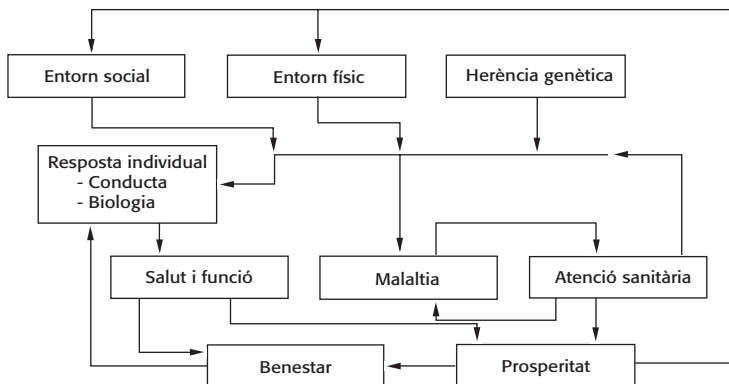 Entorn social
Entorn físic
Herència genètica
Resposta individual
- Conducta
- Biologia
Salut i funció
Malaltia
Atenció sanitària
Benestar
Prosperitat